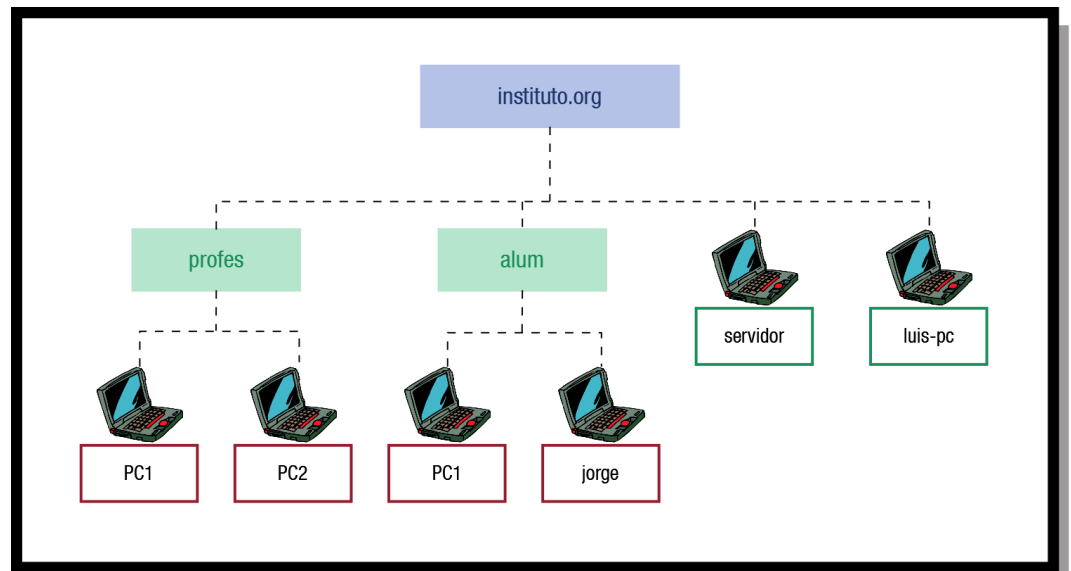 instituto.org
profes
alum
servidor
luis-pc
PC1
PC2
PC1
jorge